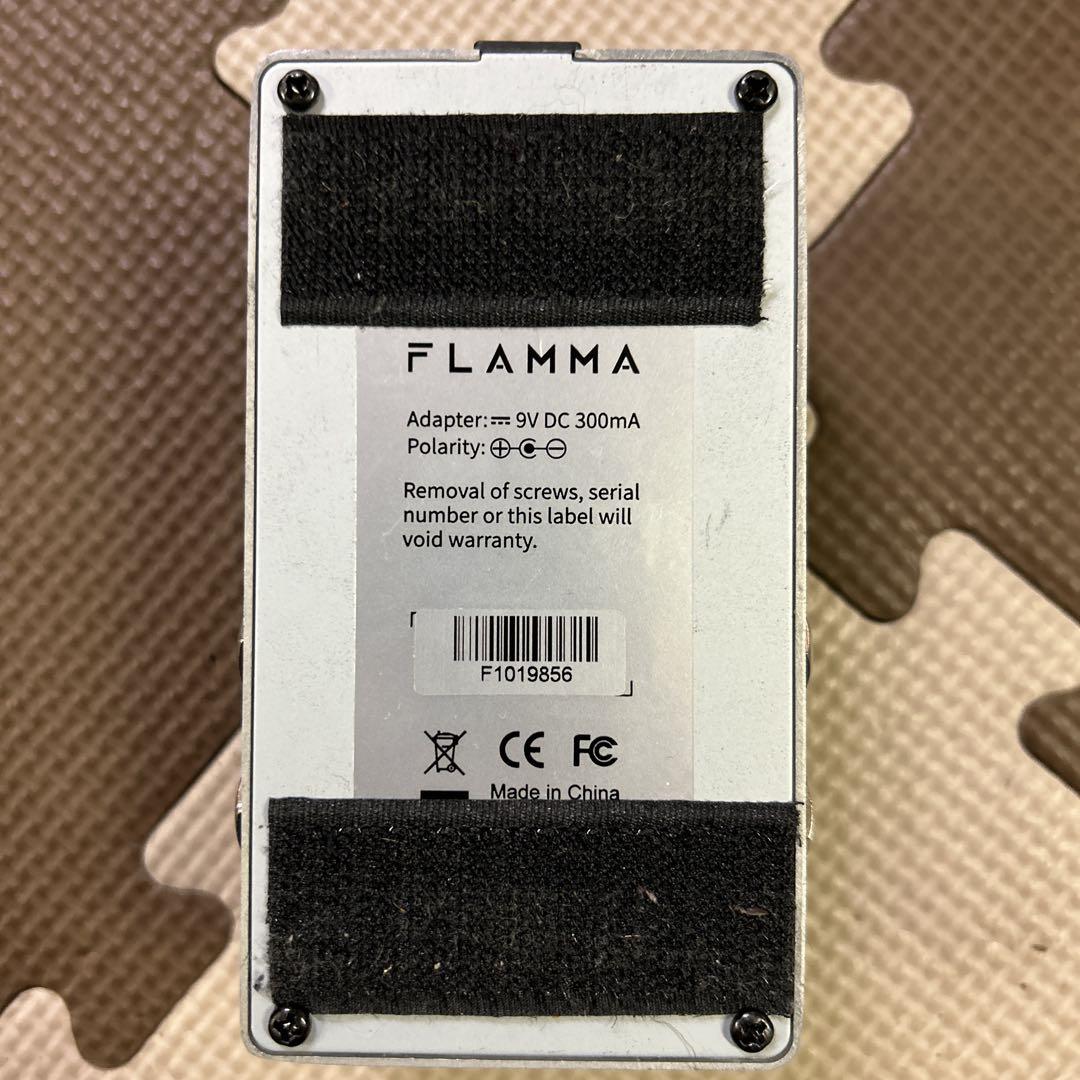 FLAMMA
Adapter: ⎓ 9V DC 300mA
Polarity:
Removal of screws, serial
number or this label will
void warranty.
F1019856
CE FC
Made in China